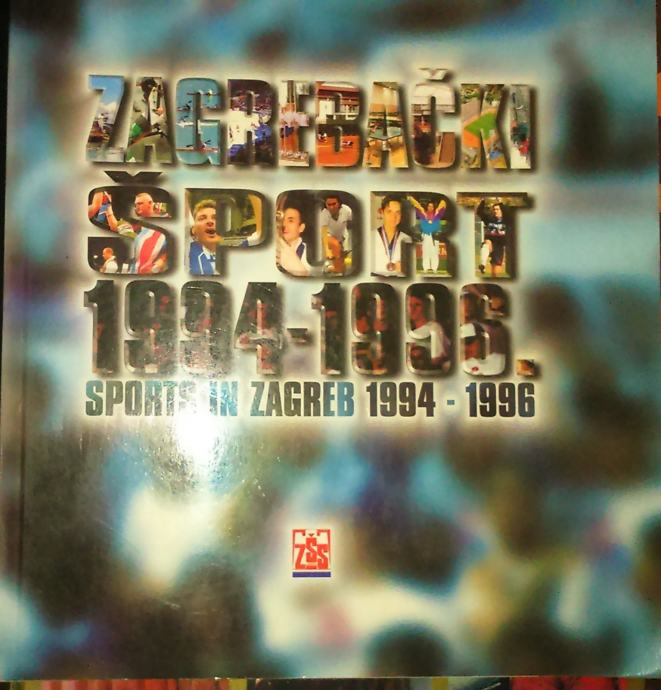 ZAGREBAČKI
ŠPORT
1994-1996.
SPORTS IN ZAGREB 1994 - 1996
ZŠS